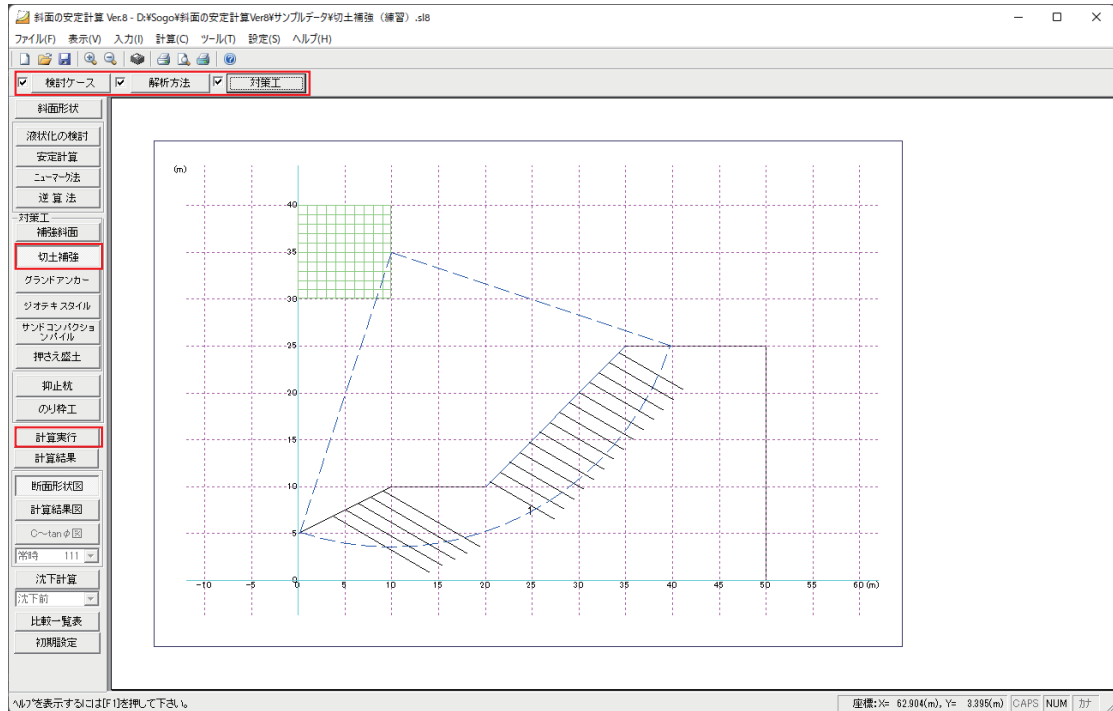 斜面の安定計算 Ver.8 - D:¥Sogo¥斜面の安定計算Ver8¥サンプルデータ¥切土補強（練習）.sl8
ファイル(F) 表示(V) 入力(I) 計算(C) ツール(T) 設定(S) ヘルプ(H)
検討ケース 解析方法 対策工
斜面形状
液状化の検討
安定計算
ニューマーク法
逆算法
対策工
補強斜面
切土補強
グランドアンカー
ジオテキスタイル
サンドコンパクショ
ンパイル
押さえ盛土
抑止杭
のり枠工
計算実行
計算結果
断面形状図
計算結果図
C～tanφ図
常時 111
沈下計算
沈下前
比較一覧表
初期設定
(m)
40
35
30
25
20
15
10
5
0
1
-10 -5 0 5 10 15 20 25 30 35 40 45 50 55 60 (m)
ヘルプを表示するには[F1]を押して下さい。
座標:X= 62.904(m), Y= 3.395(m) CAPS NUM カナ